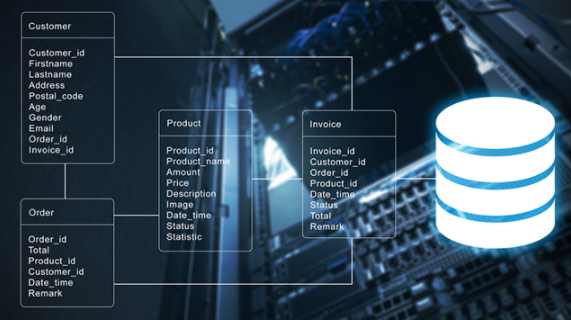 Customer
Customer_id
Firstname
Lastname
Address
Postal_code
Age
Gender
Email
Order_id
Invoice_id
Product
Product_id
Product_name
Amount
Price
Description
Image
Date_time
Status
Statistic
Invoice
Invoice_id
Customer_id
Order_id
Product_id
Date_time
Status
Total
Remark
Order
Order_id
Total
Product_id
Customer_id
Date_time
Remark